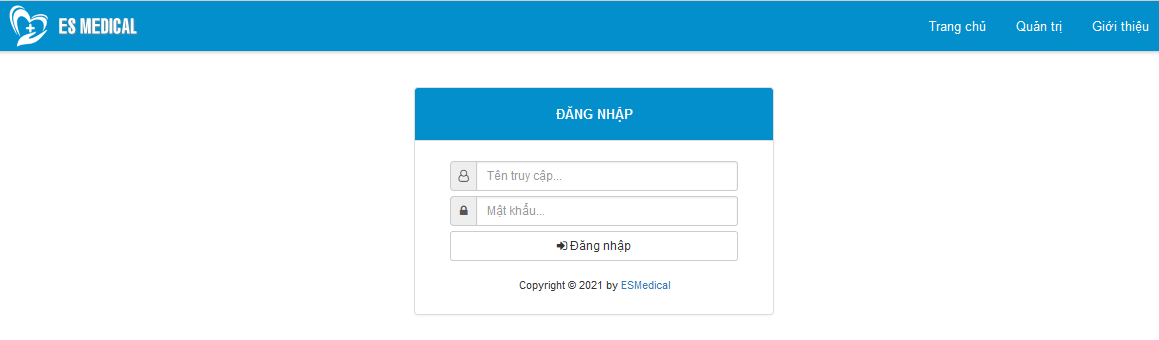 ES MEDICAL
Trang chủ Quản trị Giới thiệu
ĐĂNG NHẬP
Tên truy cập...
Mật khẩu...
Đăng nhập
Copyright © 2021 by ESMedical